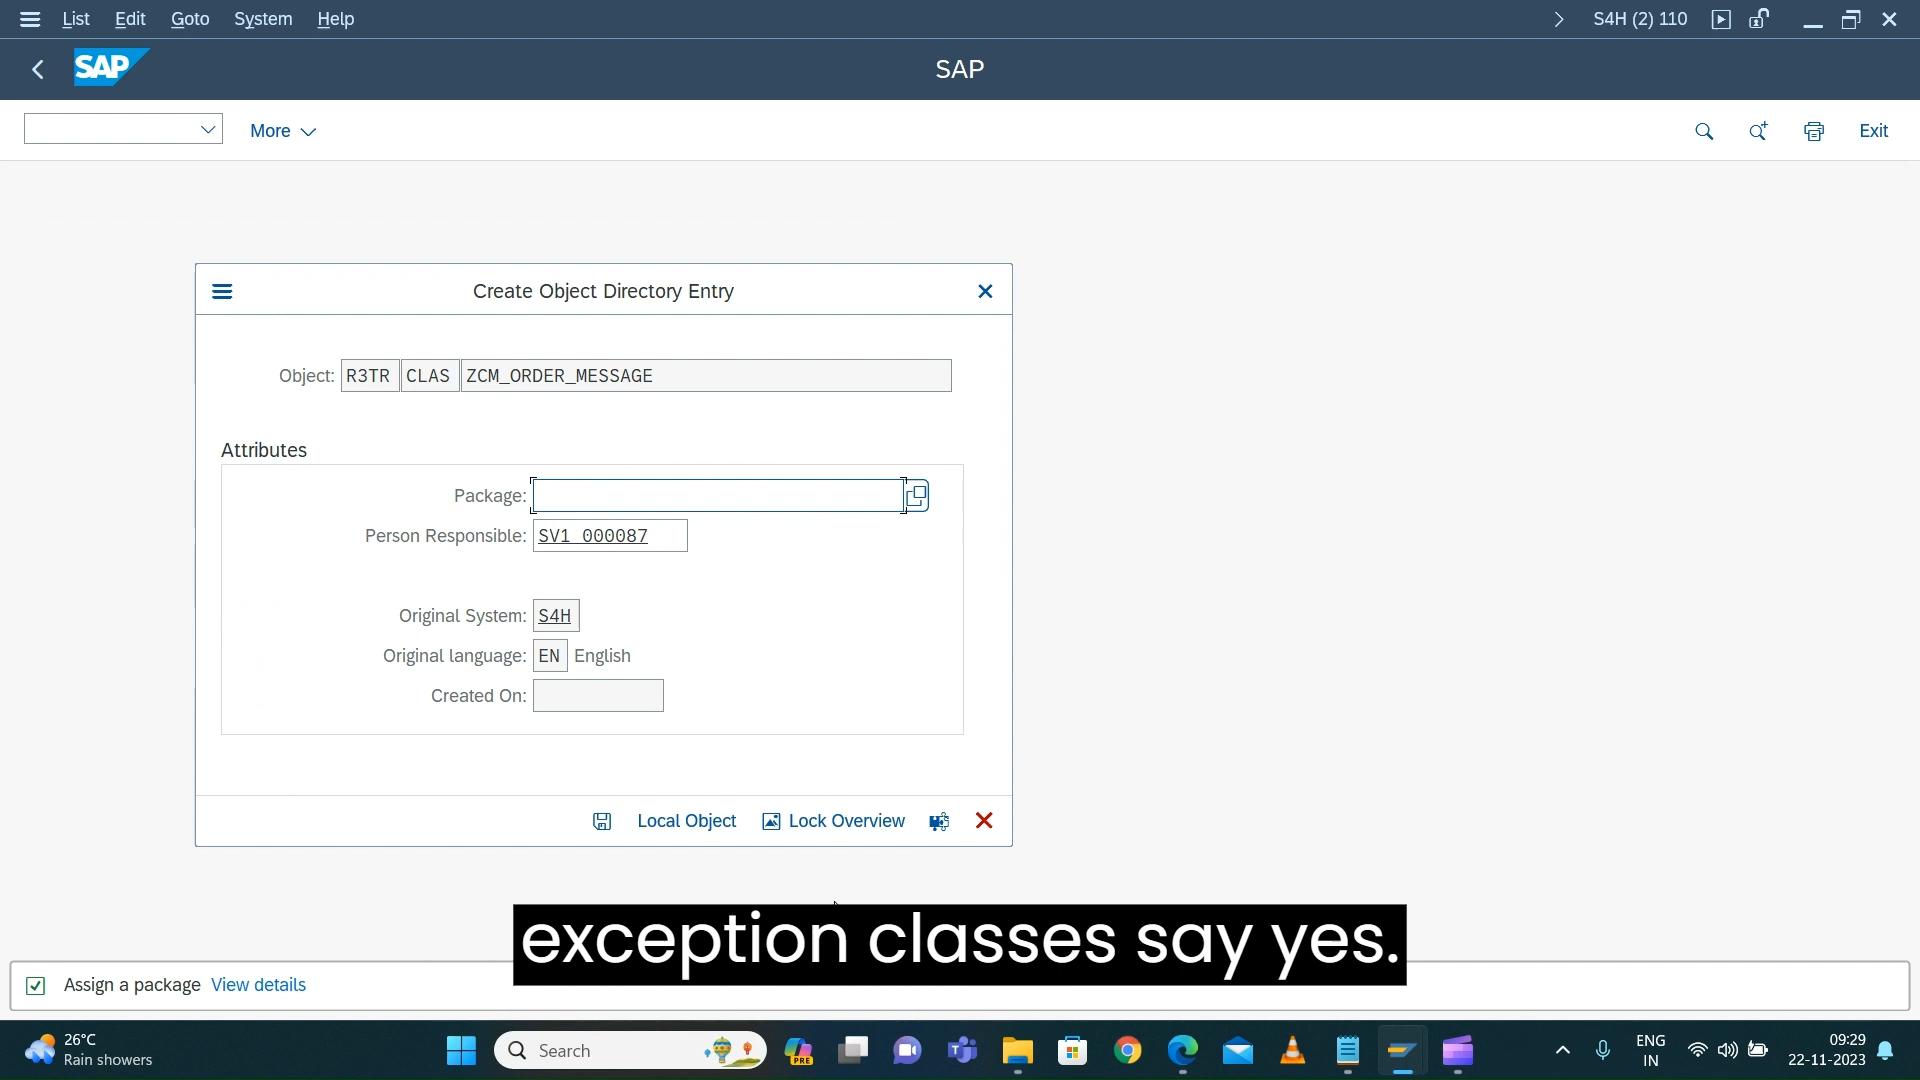 List Edit Goto System Help S4H (2) 110
SAP SAP
More Exit
Create Object Directory Entry
Object: R3TR CLAS ZCM_ORDER_MESSAGE
Attributes
Package:
Person Responsible: SV1_000087
Original System: S4H
Original language: EN English
Created On:
Local Object Lock Overview
exception classes say yes.
Assign a package View details
26°C
Rain showers
Search
PRE
ENG
IN
09:29
22-11-2023